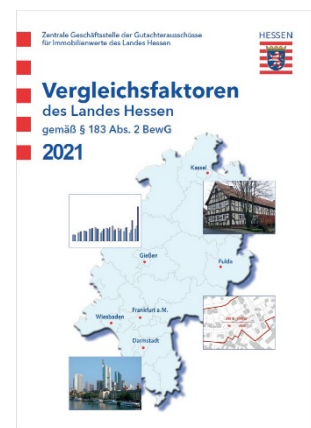 Zentrale Geschäftsstelle der Gutachterausschüsse
für Immobilienwerte des Landes Hessen
HESSEN
Vergleichsfaktoren
des Landes Hessen
gemäß § 183 Abs. 2 BewG
2021
Kassel
Gießen
Fulda
Frankfurt a.M.
Wiesbaden
Darmstadt